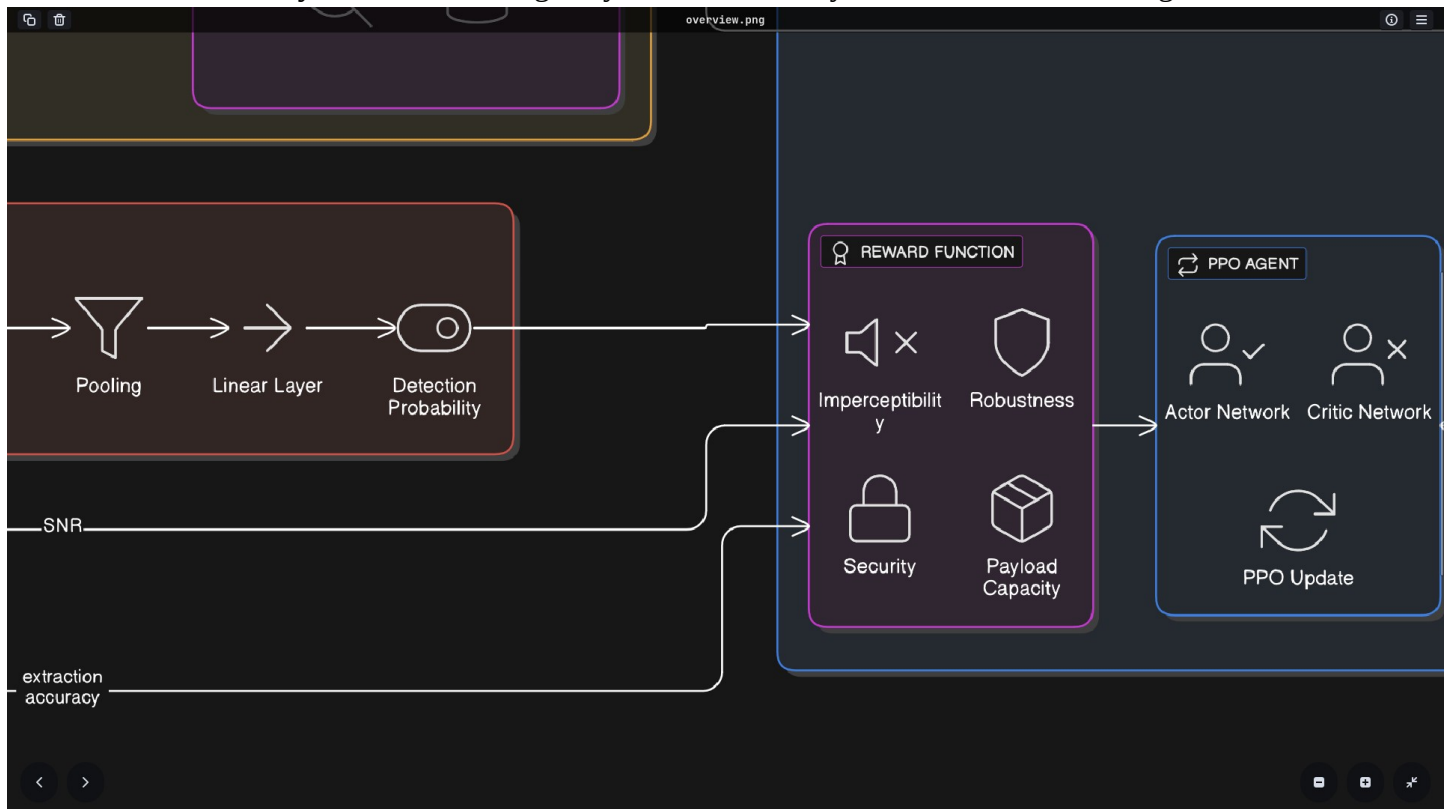 overview.png
REWARD FUNCTION
PPO AGENT
Pooling
Linear Layer
Detection
Probability
Imperceptibilit
y
Robustness
Actor Network
Critic Network
SNR
Security
Payload
Capacity
PPO Update
extraction
accuracy